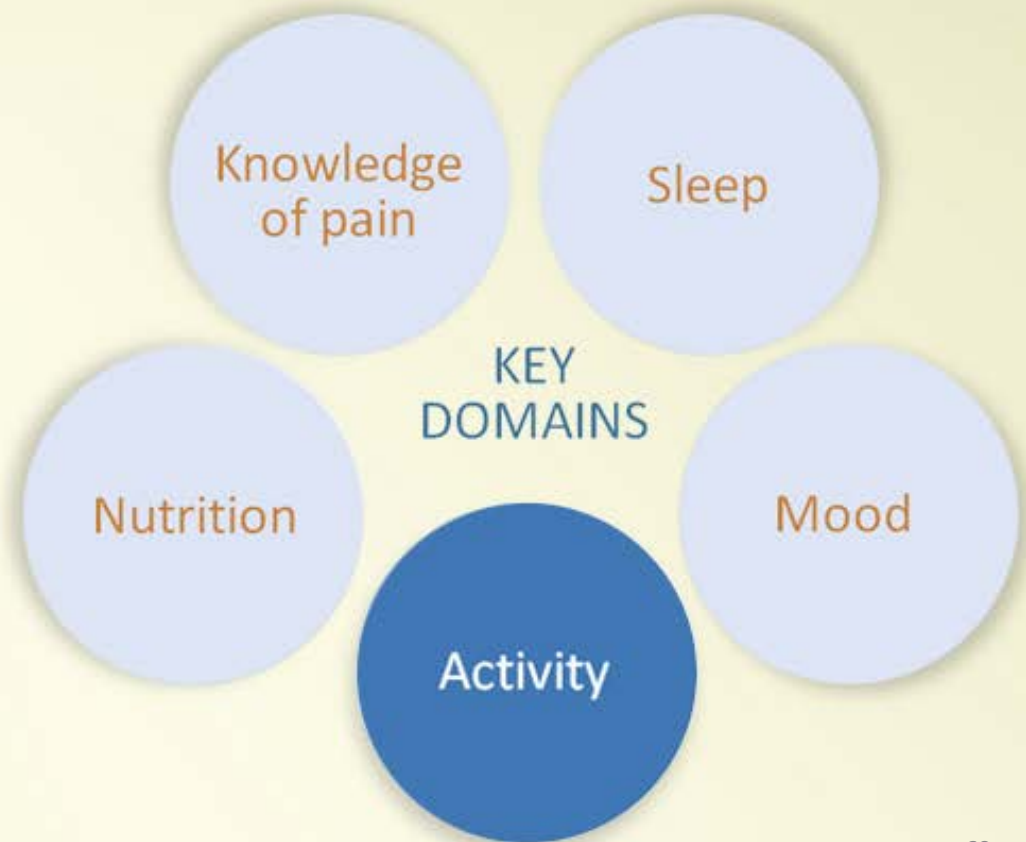 Knowledge
of pain
Sleep
KEY
DOMAINS
Nutrition
Mood
Activity